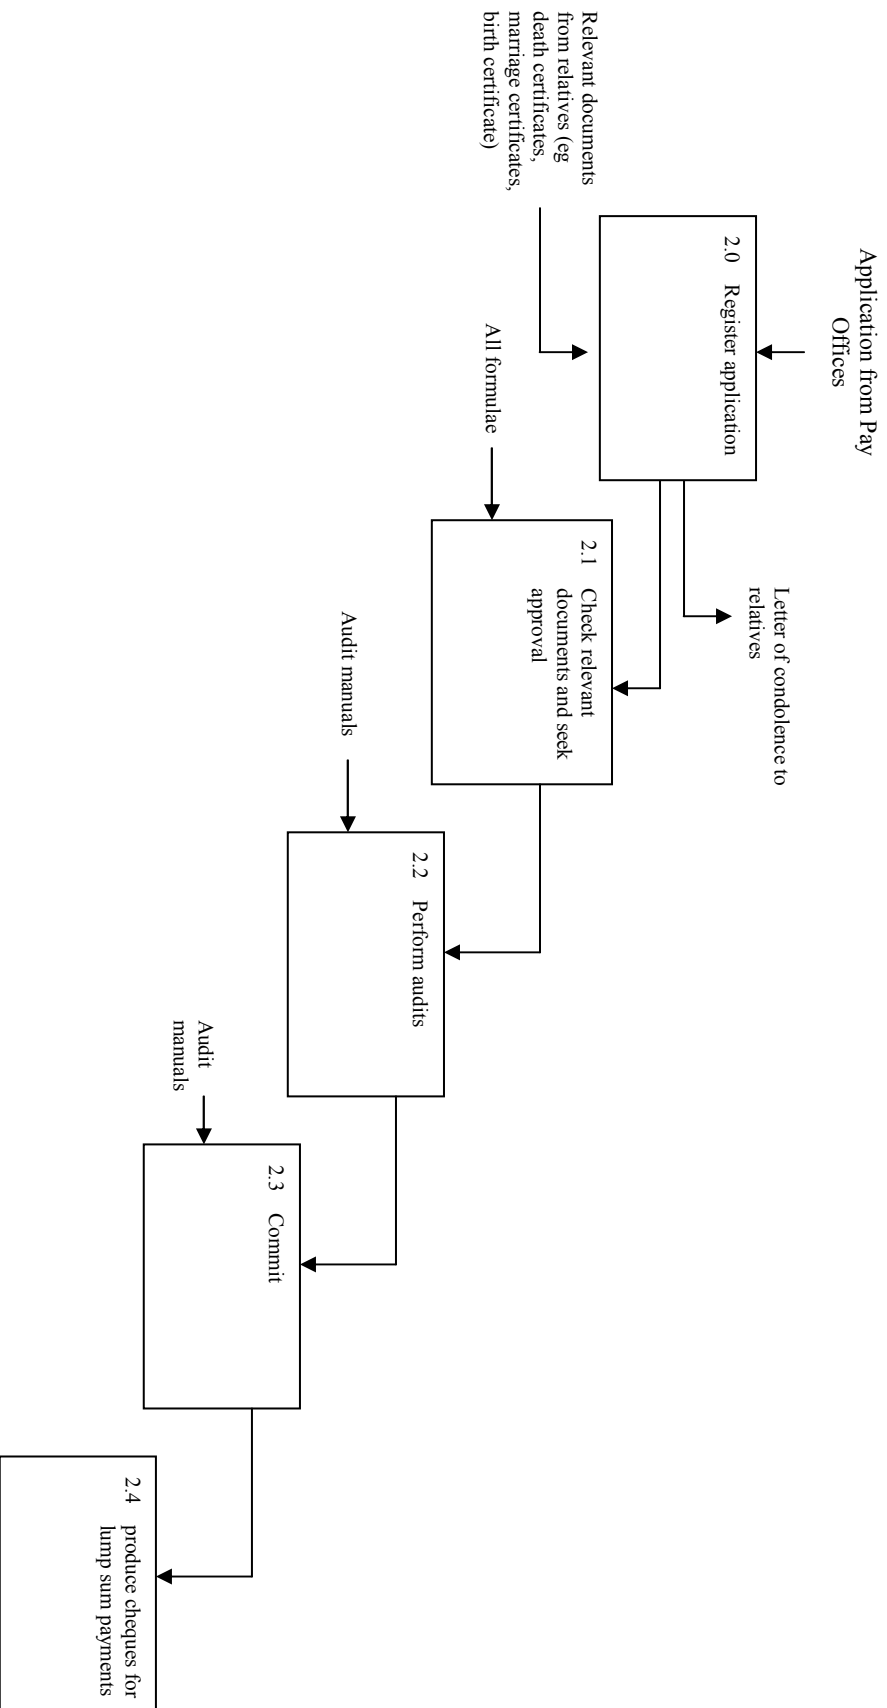 Application from Pay
Offices
2.0 Register application
Relevant documents
from relatives (eg
death certificates,
marriage certificates,
birth certificate)
Letter of condolence to
relatives
All formulae
2.1 Check relevant
documents and seek
approval
Audit manuals
2.2 Perform audits
Audit
manuals
2.3 Commit
2.4 produce cheques for
lump sum payments